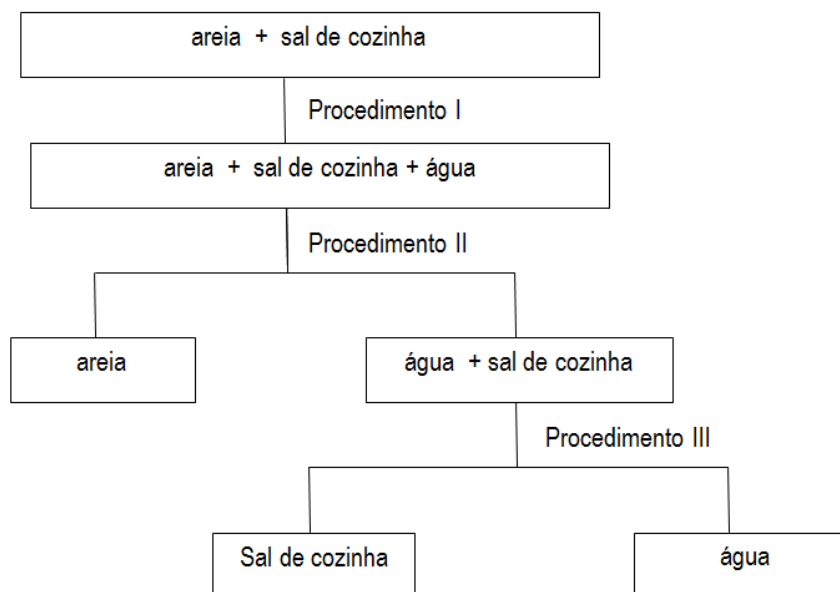 areia + sal de cozinha
Procedimento I
areia + sal de cozinha + água
Procedimento II
areia
água + sal de cozinha
Procedimento III
Sal de cozinha
água